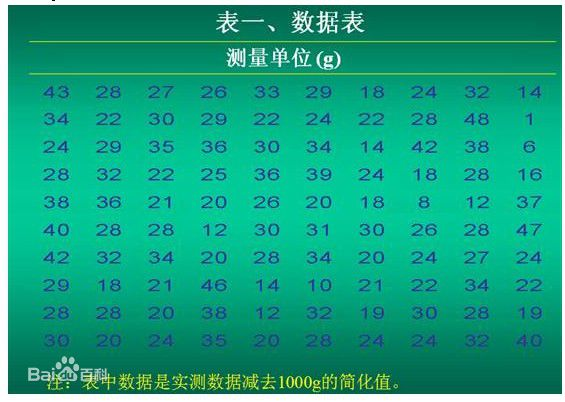 表一、数据表
测量单位(g)
43 28 27 26 33 29 18 24 32 14
34 22 30 29 22 24 22 28 48 1
24 29 35 36 30 34 14 42 38 6
28 32 22 25 36 39 24 18 28 16
38 36 21 20 26 20 18 8 12 37
40 28 28 12 30 31 30 26 28 47
42 32 34 20 28 34 20 24 27 24
29 18 21 46 14 10 21 22 34 22
28 28 20 38 12 32 19 30 28 19
30 20 24 35 20 28 24 24 32 40
Bai百科
注：表中数据是实测数据减去1000g的简化值。